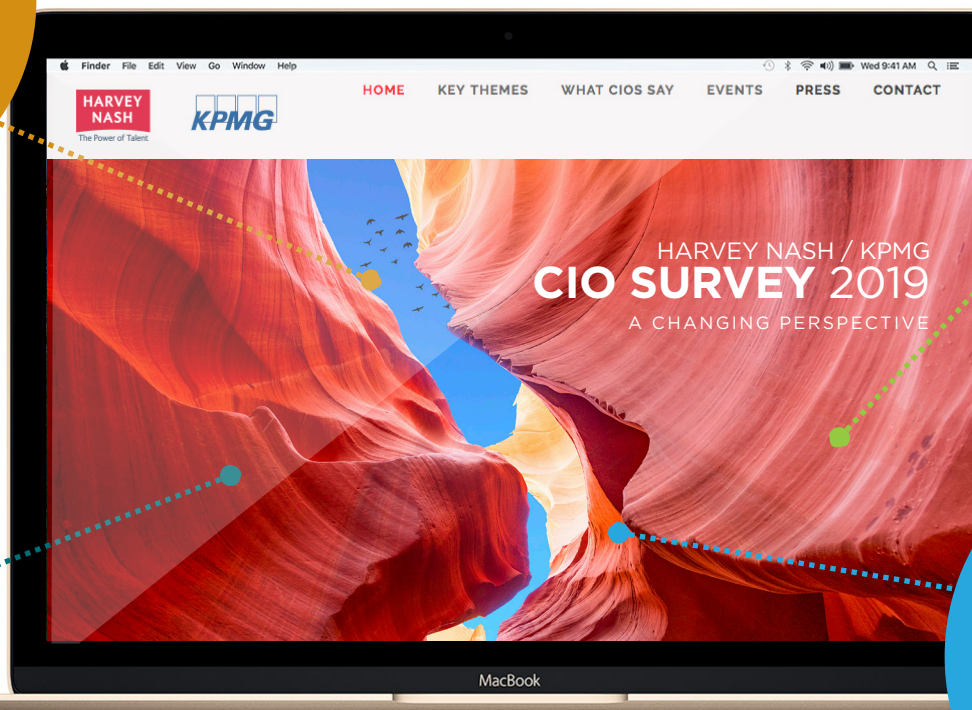 Finder File Edit View Go Window Help Wed 9:41 AM
HARVEY
NASH
The Power of Talent
KPMG
HOME KEY THEMES WHAT CIOS SAY EVENTS PRESS CONTACT
HARVEY NASH / KPMG
CIO SURVEY 2019
A CHANGING PERSPECTIVE
MacBook